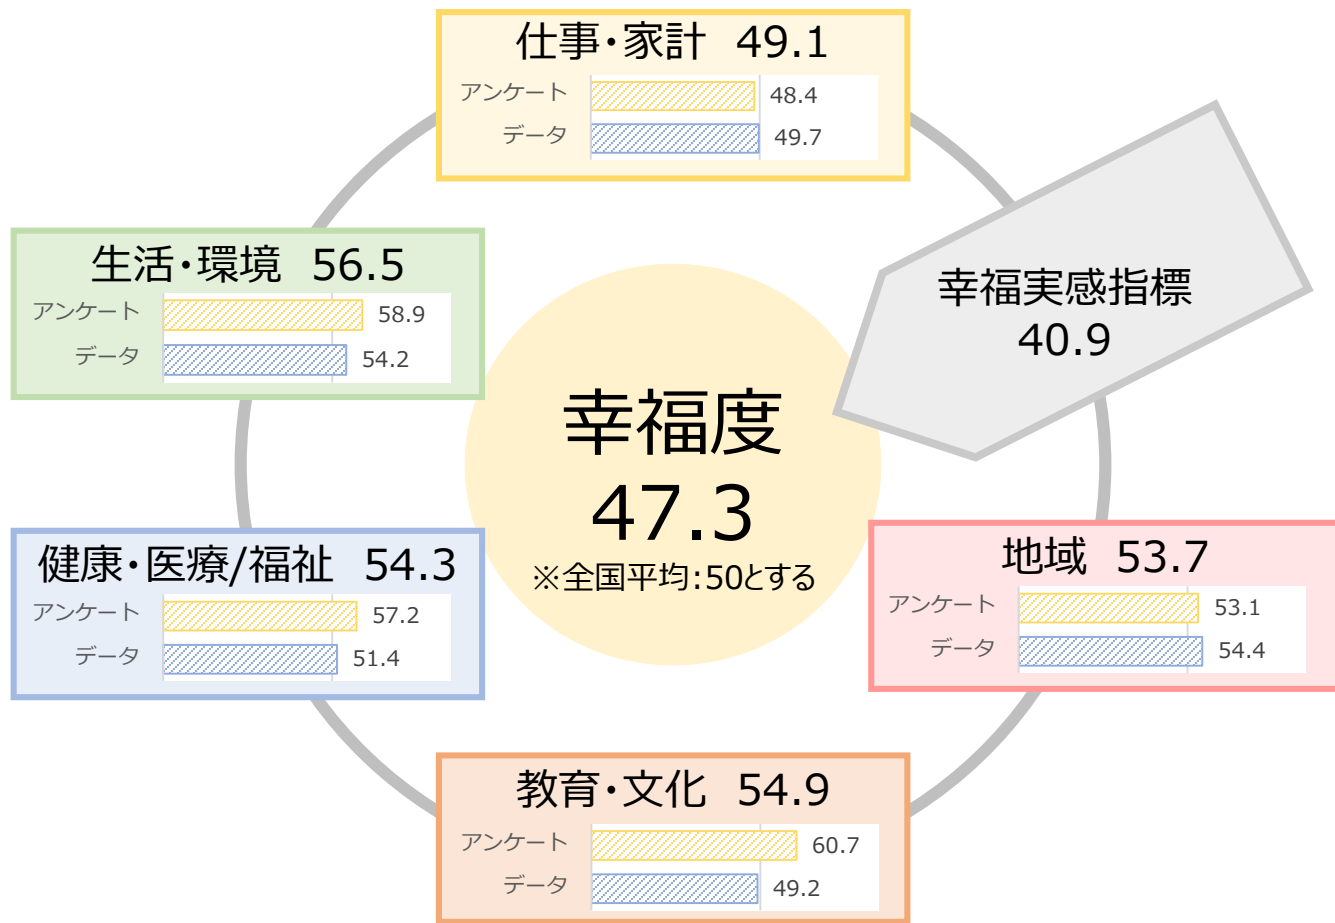 仕事・家計 49.1
アンケート 48.4
データ 49.7
生活・環境 56.5
アンケート 58.9
データ 54.2
幸福実感指標
40.9
幸福度
47.3
※全国平均：50とする
健康・医療/福祉 54.3
アンケート 57.2
データ 51.4
地域 53.7
アンケート 53.1
データ 54.4
教育・文化 54.9
アンケート 60.7
データ 49.2